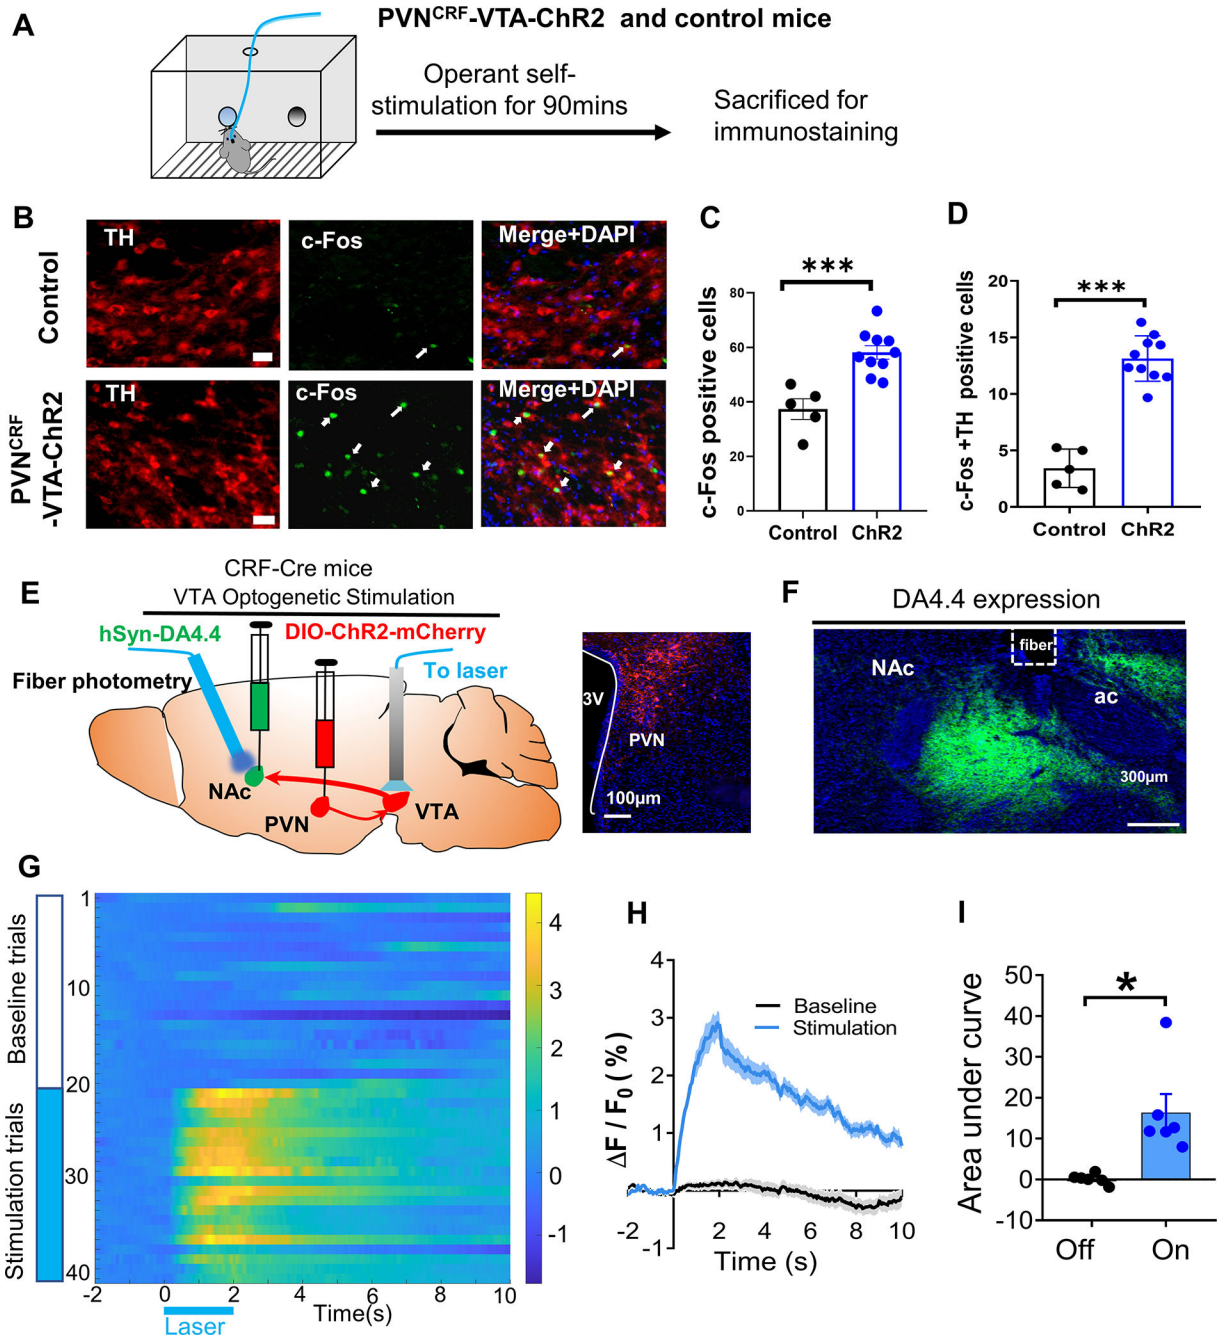 A
PVN^CRF-VTA-ChR2 and control mice
Operant self-
stimulation for 90mins
Sacrificed for
immunostaining
B
TH
c-Fos
Merge+DAPI
Control
TH
c-Fos
Merge+DAPI
PVN^CRF
-VTA-ChR2
C
***
c-Fos positive cells
80
60
40
20
0
Control
ChR2
D
***
c-Fos +TH positive cells
20
15
10
5
0
Control
ChR2
E
CRF-Cre mice
VTA Optogenetic Stimulation
hSyn-DA4.4
DIO-ChR2-mCherry
To laser
Fiber photometry
NAc
PVN
VTA
3V
PVN
100µm
F
DA4.4 expression
fiber
NAc
ac
300µm
G
Baseline trials
Stimulation trials
1
10
20
30
40
-2
0
2
4
6
8
10
Time(s)
Laser
4
3
2
1
0
-1
H
ΔF / F₀ ( %)
4
3
2
1
-1
-2
2
4
6
8
10
Time (s)
Baseline
Stimulation
I
*
Area under curve
50
40
30
20
10
0
-10
Off
On